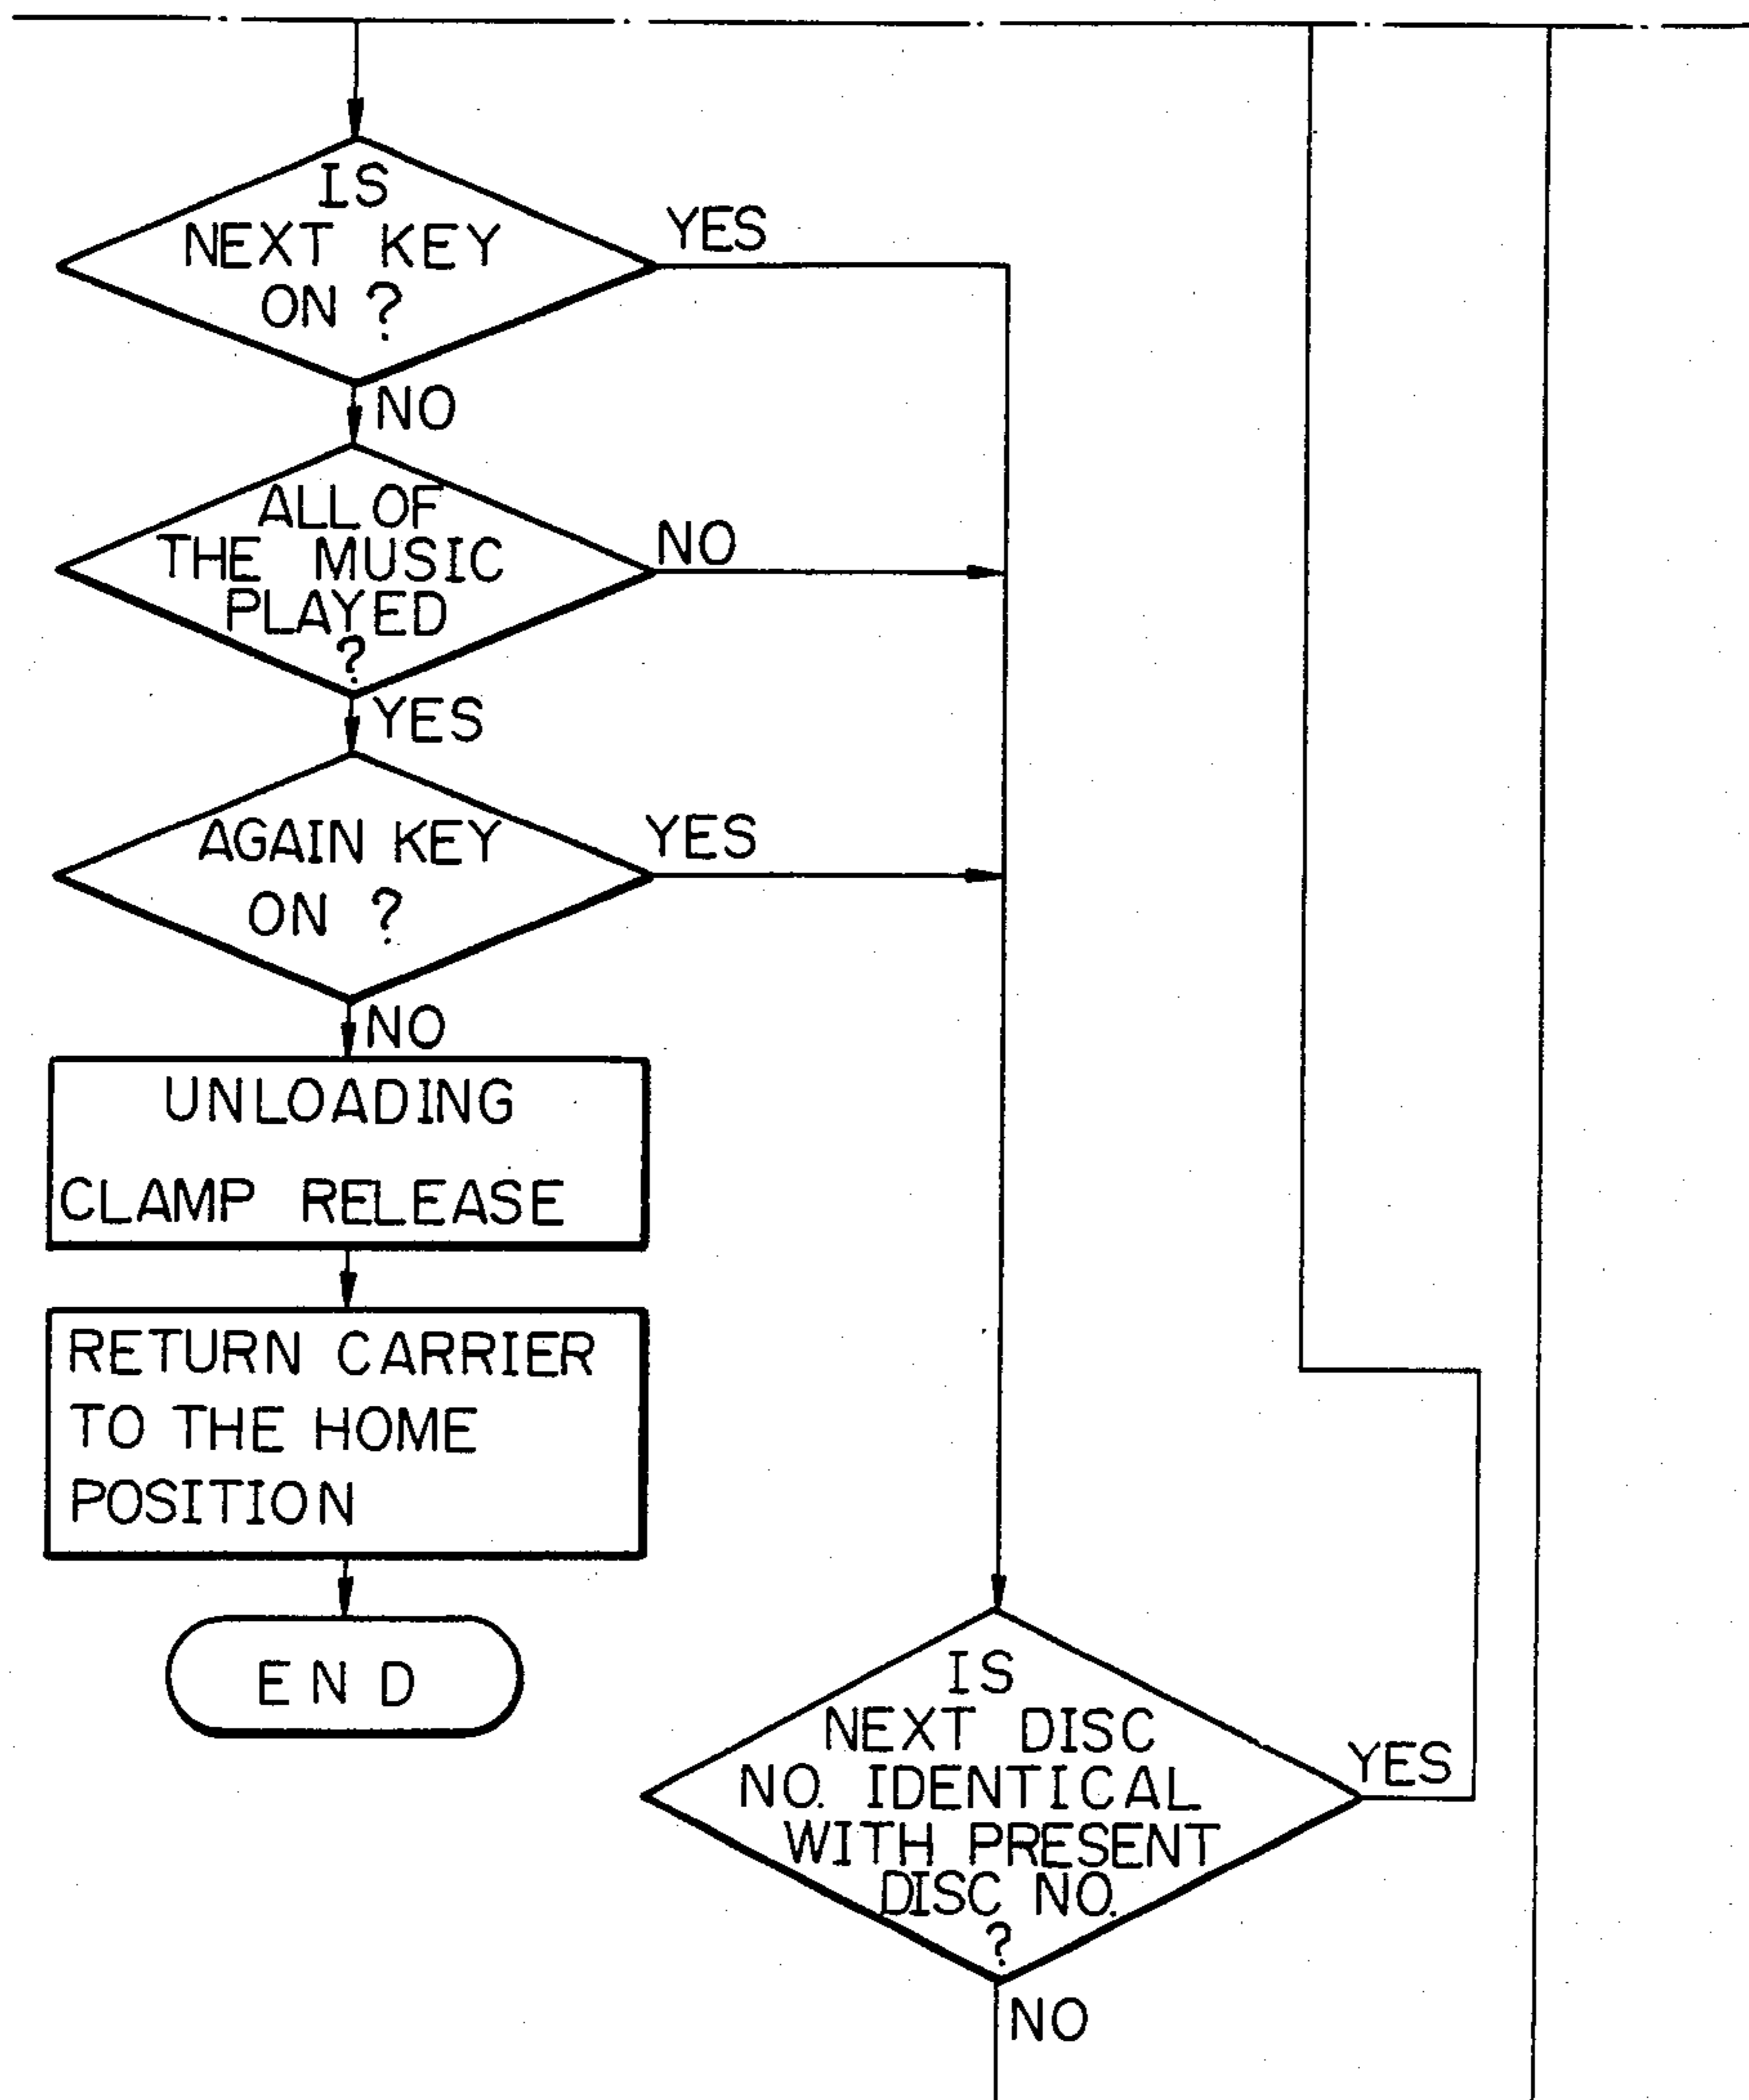 IS
NEXT KEY
ON ?
YES
NO
ALL OF
THE MUSIC
PLAYED
?
NO
YES
AGAIN KEY
ON ?
YES
NO
UNLOADING
CLAMP RELEASE
RETURN CARRIER
TO THE HOME
POSITION
END
IS
NEXT DISC
NO. IDENTICAL
WITH PRESENT
DISC NO.
?
YES
NO